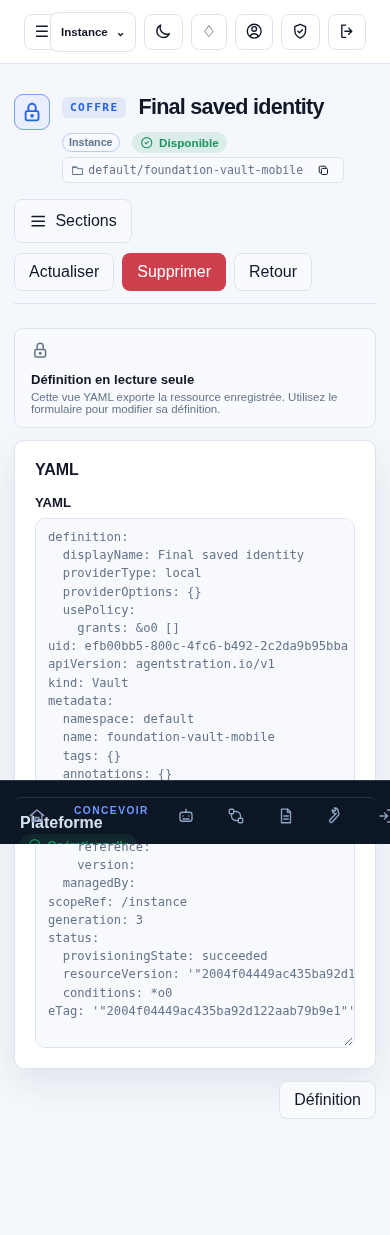 Instance
COFFRE Final saved identity
Instance Disponible
default/foundation-vault-mobile
Sections
Actualiser Supprimer Retour
Définition en lecture seule
Cette vue YAML exporte la ressource enregistrée. Utilisez le
formulaire pour modifier sa définition.
YAML
YAML
definition:
  displayName: Final saved identity
  providerType: local
  providerOptions: {}
  usePolicy:
    grants: &o0 []
uid: efb00bb5-800c-4fc6-b492-2c2da9b95bba
apiVersion: agentstration.io/v1
kind: Vault
metadata:
  namespace: default
  name: foundation-vault-mobile
  tags: {}
  annotations: {}
CONCEVOIR
Plateforme
    reference:
    version:
  managedBy:
scopeRef: /instance
generation: 3
status:
  provisioningState: succeeded
  resourceVersion: '"2004f04449ac435ba92d1
  conditions: *o0
eTag: '"2004f04449ac435ba92d122aab79b9e1"'
Définition